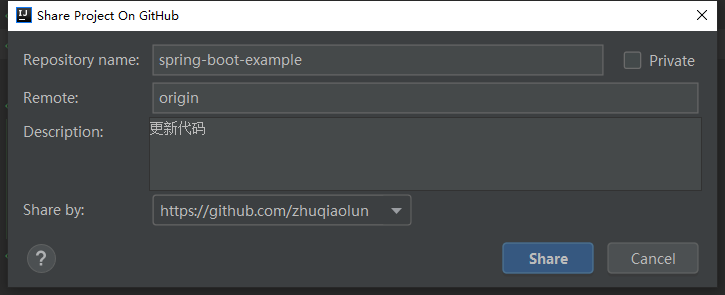 IJ
Share Project On GitHub
Repository name: spring-boot-example Private
Remote: origin
Description: 更新代码
Share by: https://github.com/zhuqiaolun
? Share Cancel